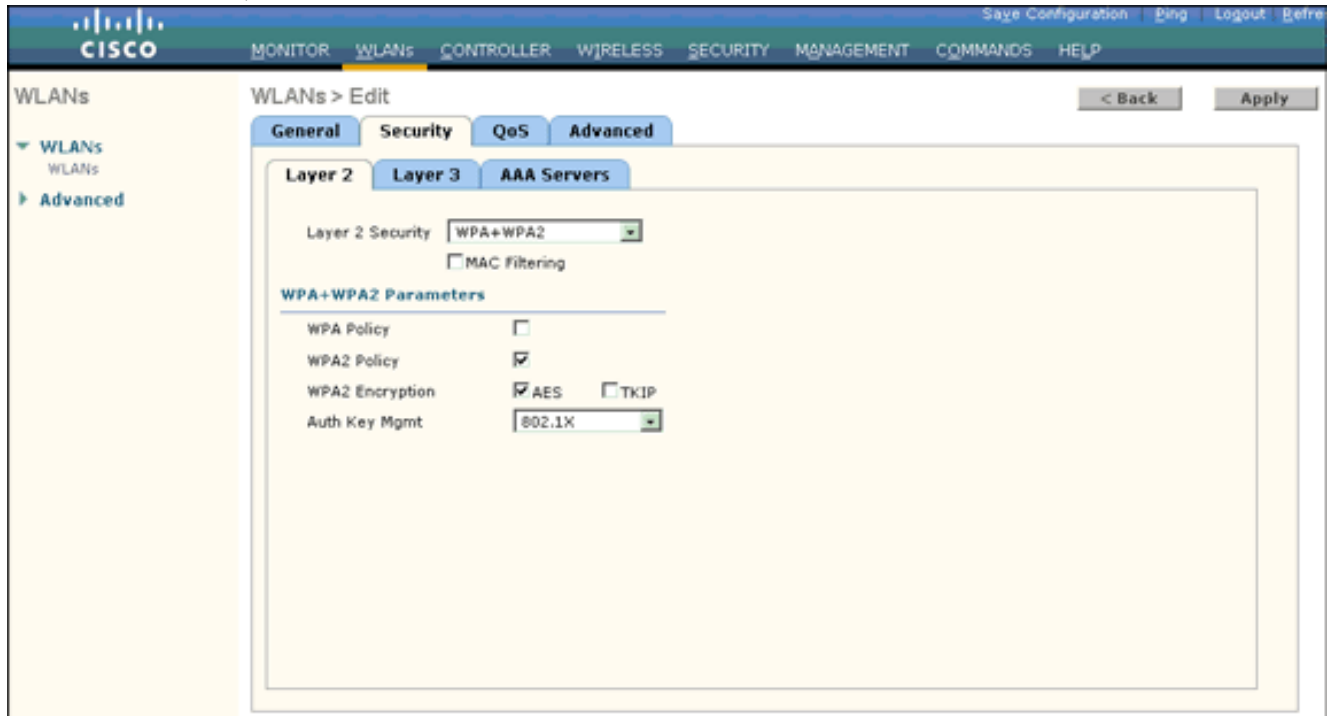 Save Configuration | Ping | Logout | Refre
CISCO
MONITOR WLANs CONTROLLER WIRELESS SECURITY MANAGEMENT COMMANDS HELP
WLANs
WLANs
WLANs
Advanced
WLANs > Edit
< Back Apply
General Security QoS Advanced
Layer 2 Layer 3 AAA Servers
Layer 2 Security WPA+WPA2
MAC Filtering
WPA+WPA2 Parameters
WPA Policy
WPA2 Policy
WPA2 Encryption AES TKIP
Auth Key Mgmt 802.1X